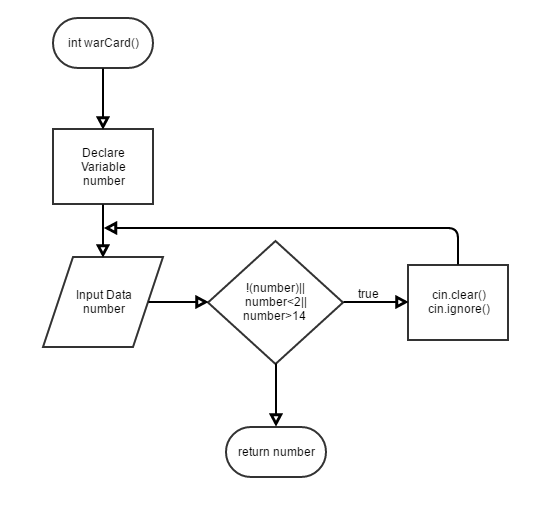 int warCard()
Declare
Variable
number
Input Data
number
!(number)||
number<2||
number>14
true
cin.clear()
cin.ignore()
return number